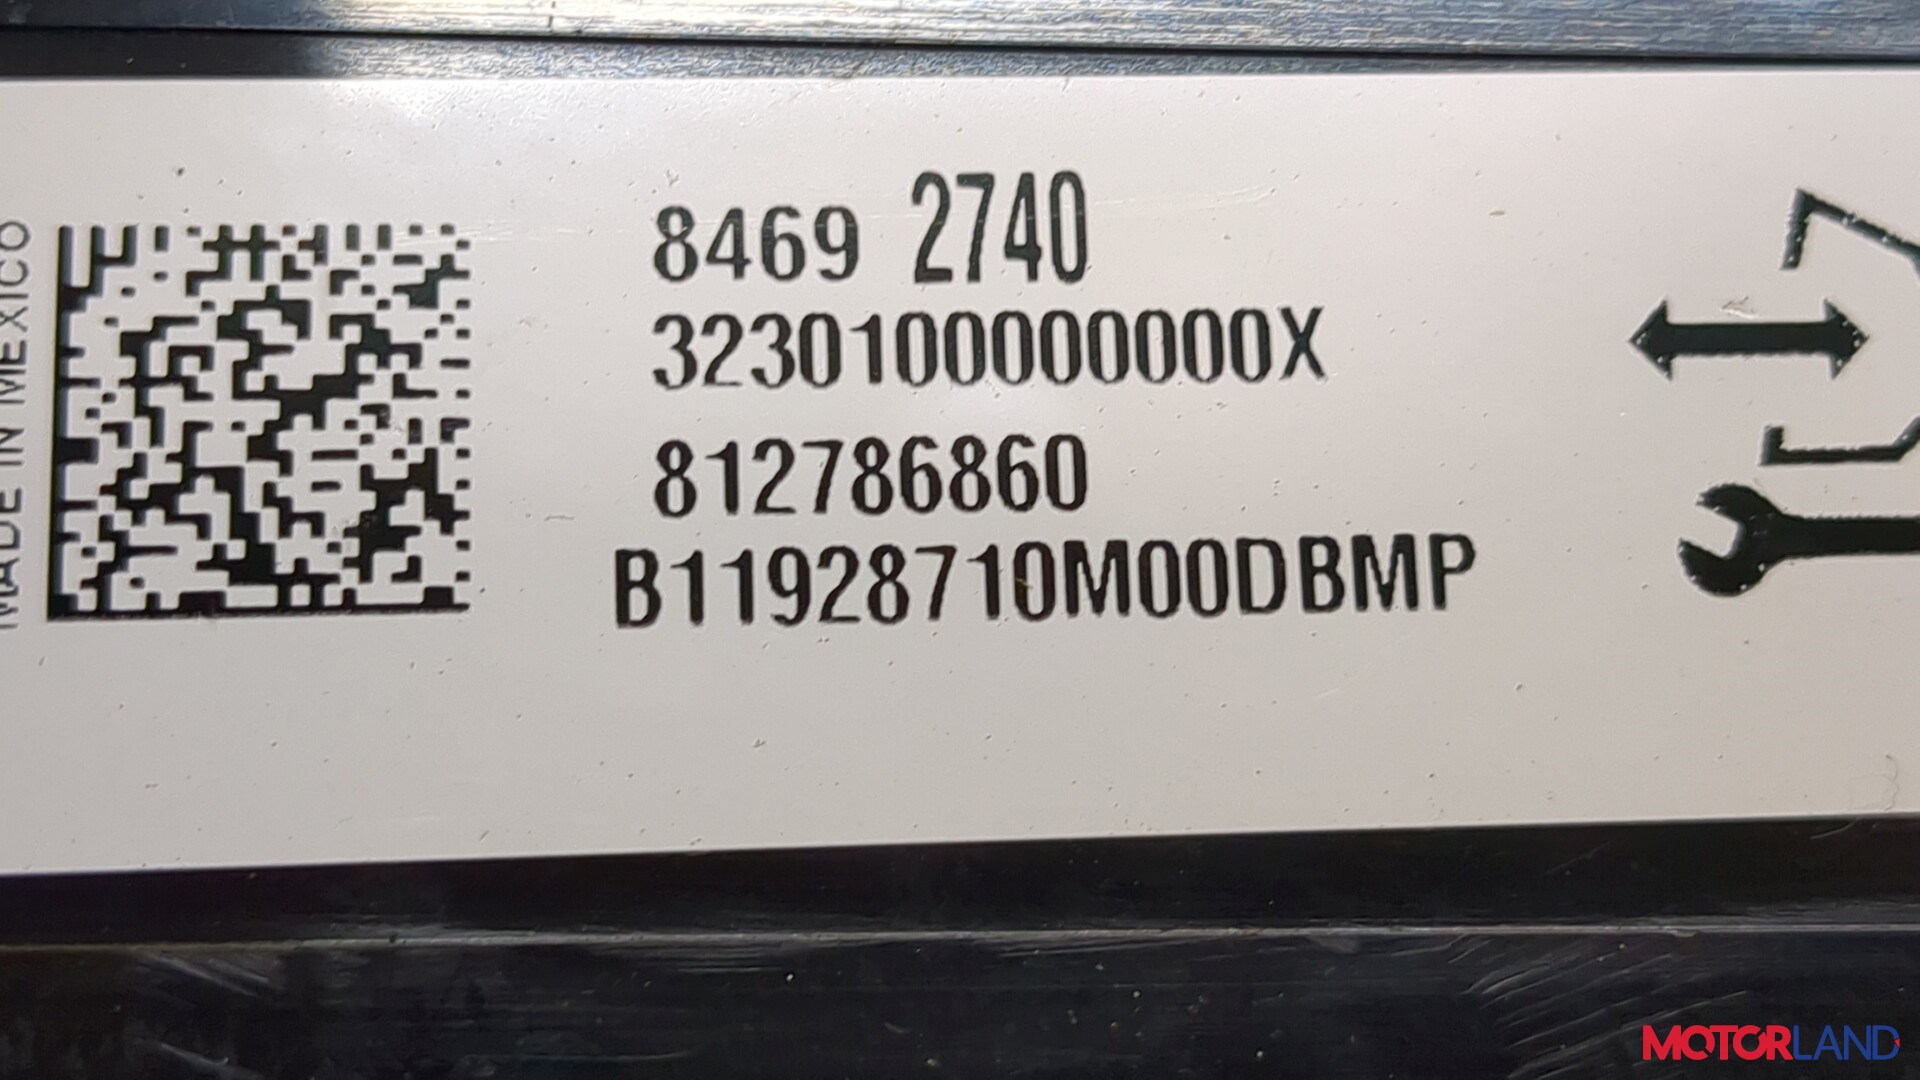 MADE IN MEXICO
8469 2740
3230100000000X
812786860
B11928710M00DBMP
MOTORLAND